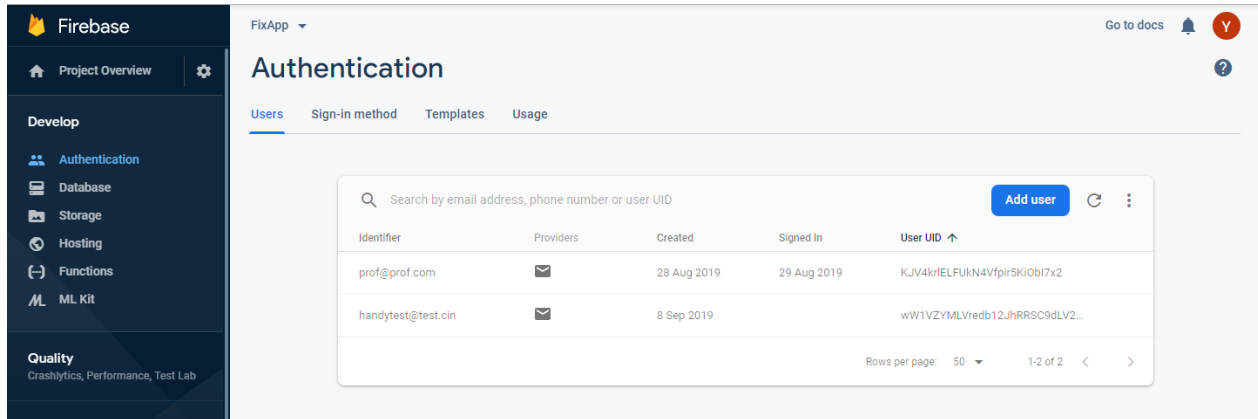 Firebase
Project Overview
Develop
Authentication
Database
Storage
Hosting
Functions
ML Kit
Quality
Crashlytics, Performance, Test Lab
FixApp
Go to docs
Y
Authentication
Users Sign-in method Templates Usage
Search by email address, phone number or user UID
Add user
Identifier Providers Created Signed In User UID
prof@prof.com 28 Aug 2019 29 Aug 2019 KJV4krlELFUkN4Vfpir5KiObI7x2
handytest@test.cin 8 Sep 2019 wW1VZYMLVredb12JhRRSC9dLV2...
Rows per page: 50 1-2 of 2